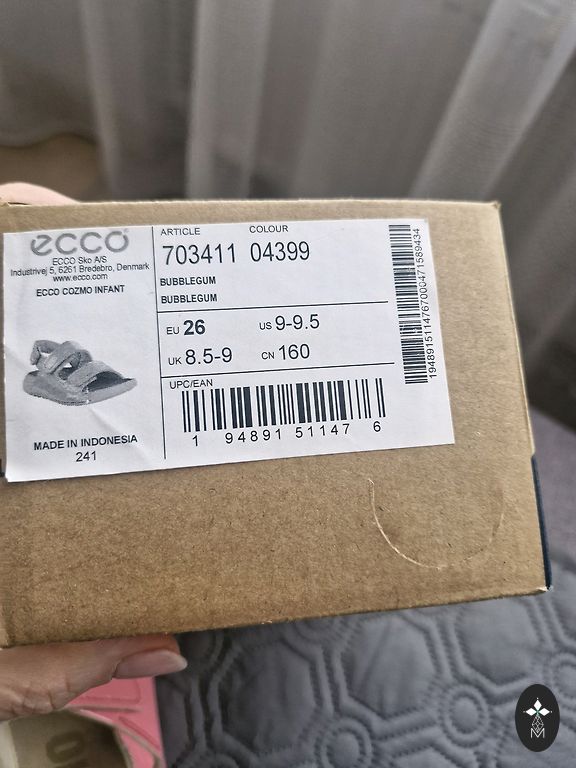 ecco
ECCO Sko A/S
Industrivej 5, 6261 Bredebro, Denmark
www.ecco.com
ECCO COZMO INFANT
MADE IN INDONESIA
241
ARTICLE COLOUR
703411 04399
BUBBLEGUM
BUBBLEGUM
EU 26 US 9-9.5
UK 8.5-9 CN 160
UPC/EAN
1 94891 51147 6
1948915114767000471589434
M